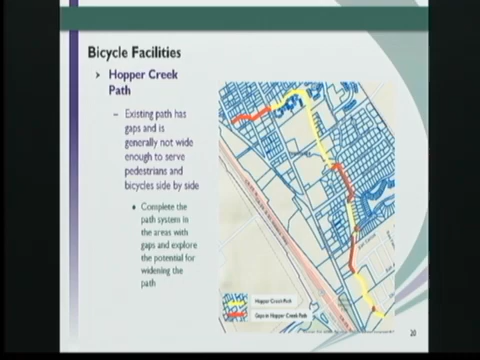 Bicycle Facilities
Hopper Creek
Path
– Existing path has
gaps and is
generally not wide
enough to serve
pedestrians and
bicycles side by side
• Complete the
path system in
the areas with
gaps and explore
the potential for
widening the
path
Hopper Creek Path
Gaps in Hopper Creek Path
20